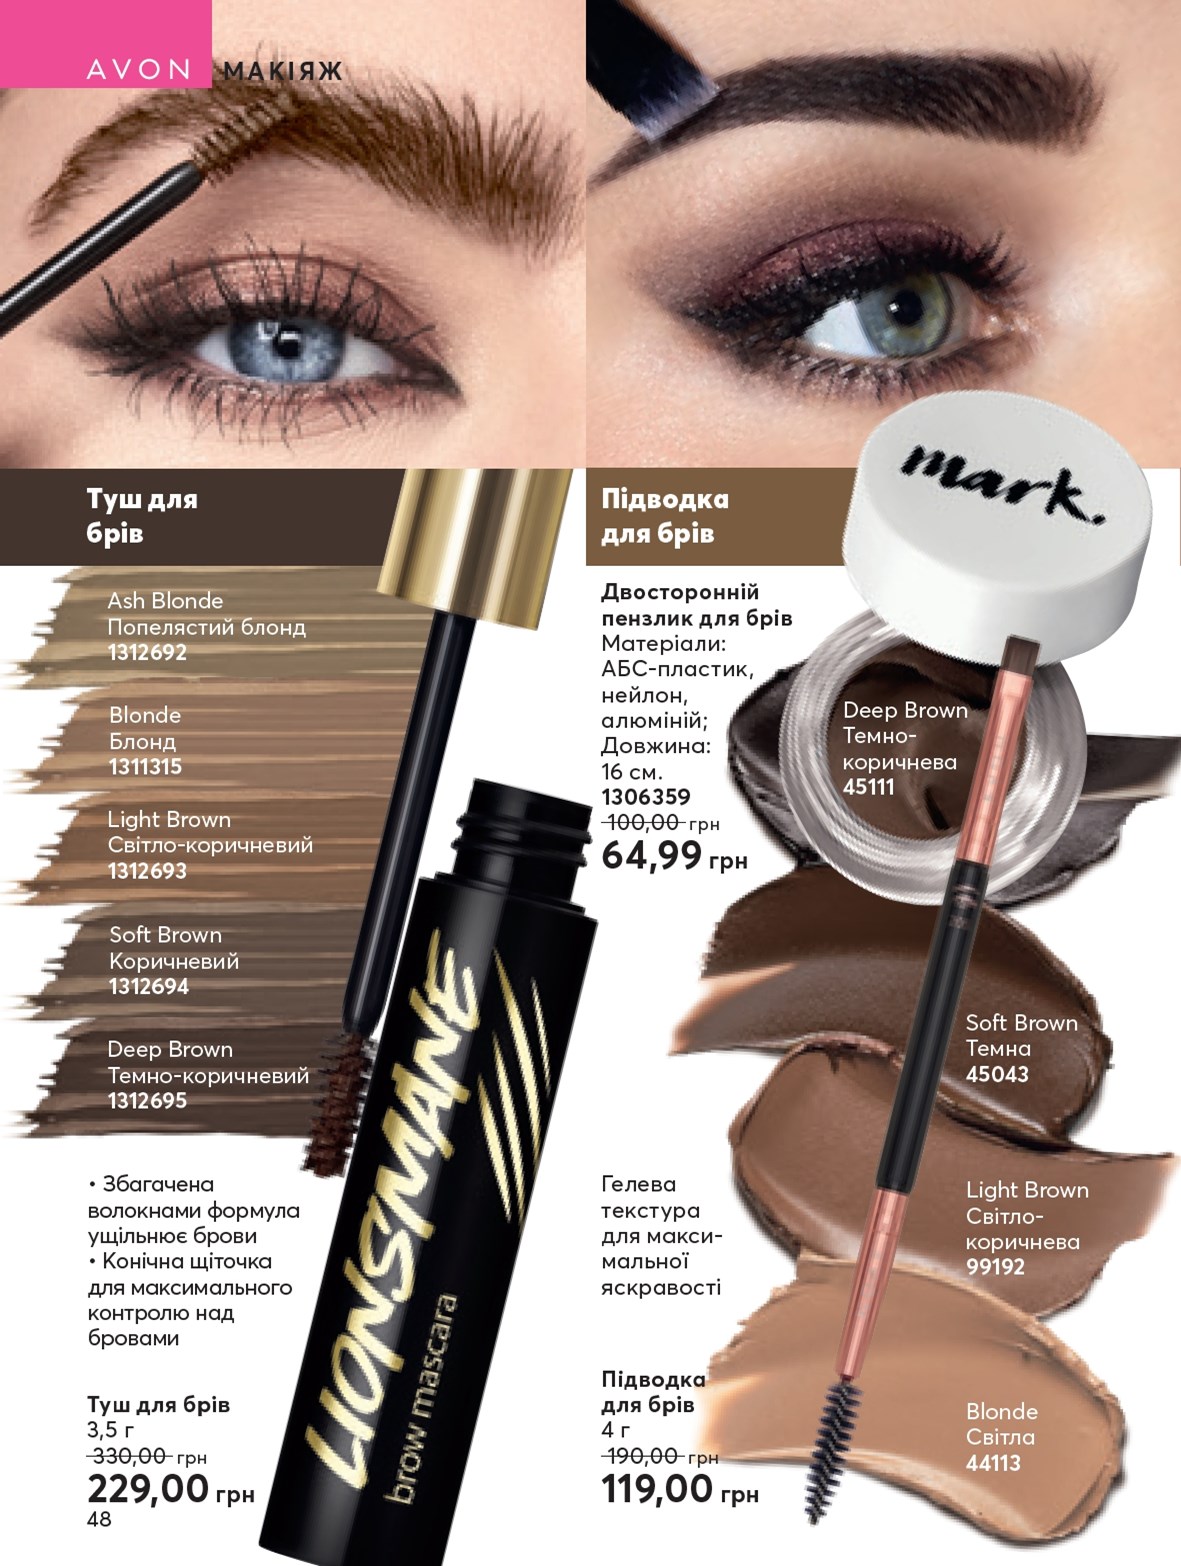 AVON МАКІЯЖ
Туш для
брів
Ash Blonde
Попелястий блонд
1312692
Blonde
Блонд
1311315
Light Brown
Світло-коричневий
1312693
Soft Brown
Коричневий
1312694
Deep Brown
Темно-коричневий
1312695
• Збагачена
волокнами формула
ущільнює брови
• Конічна щіточка
для максимального
контролю над
бровами
Туш для брів
3,5 г
330,00 грн
229,00 грн
48
LIONSMANE
brow mascara
Підводка
для брів
mark.
Двосторонній
пензлик для брів
Матеріали:
АБС-пластик,
нейлон,
алюміній;
Довжина:
16 см.
1306359
100,00 грн
64,99 грн
Deep Brown
Темно-
коричнева
45111
Soft Brown
Темна
45043
Light Brown
Світло-
коричнева
99192
Blonde
Світла
44113
Гелева
текстура
для макси-
мальної
яскравості
Підводка
для брів
4 г
190,00 грн
119,00 грн